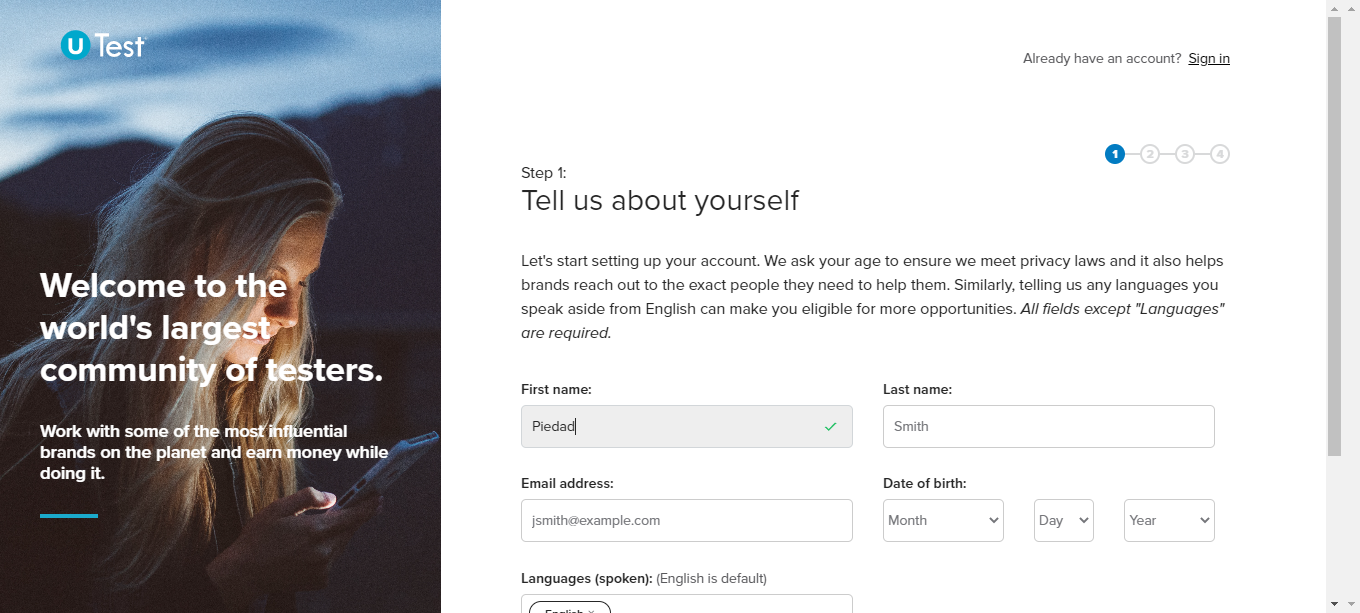 U Test
Welcome to the
world's largest
community of testers.
Work with some of the most influential
brands on the planet and earn money while
doing it.
Already have an account? Sign in
1 2 3 4
Step 1:
Tell us about yourself
Let's start setting up your account. We ask your age to ensure we meet privacy laws and it also helps
brands reach out to the exact people they need to help them. Similarly, telling us any languages you
speak aside from English can make you eligible for more opportunities. All fields except "Languages"
are required.
First name:
Last name:
Piedad
Smith
Email address:
Date of birth:
jsmith@example.com
Month
Day
Year
Languages (spoken): (English is default)
English ×